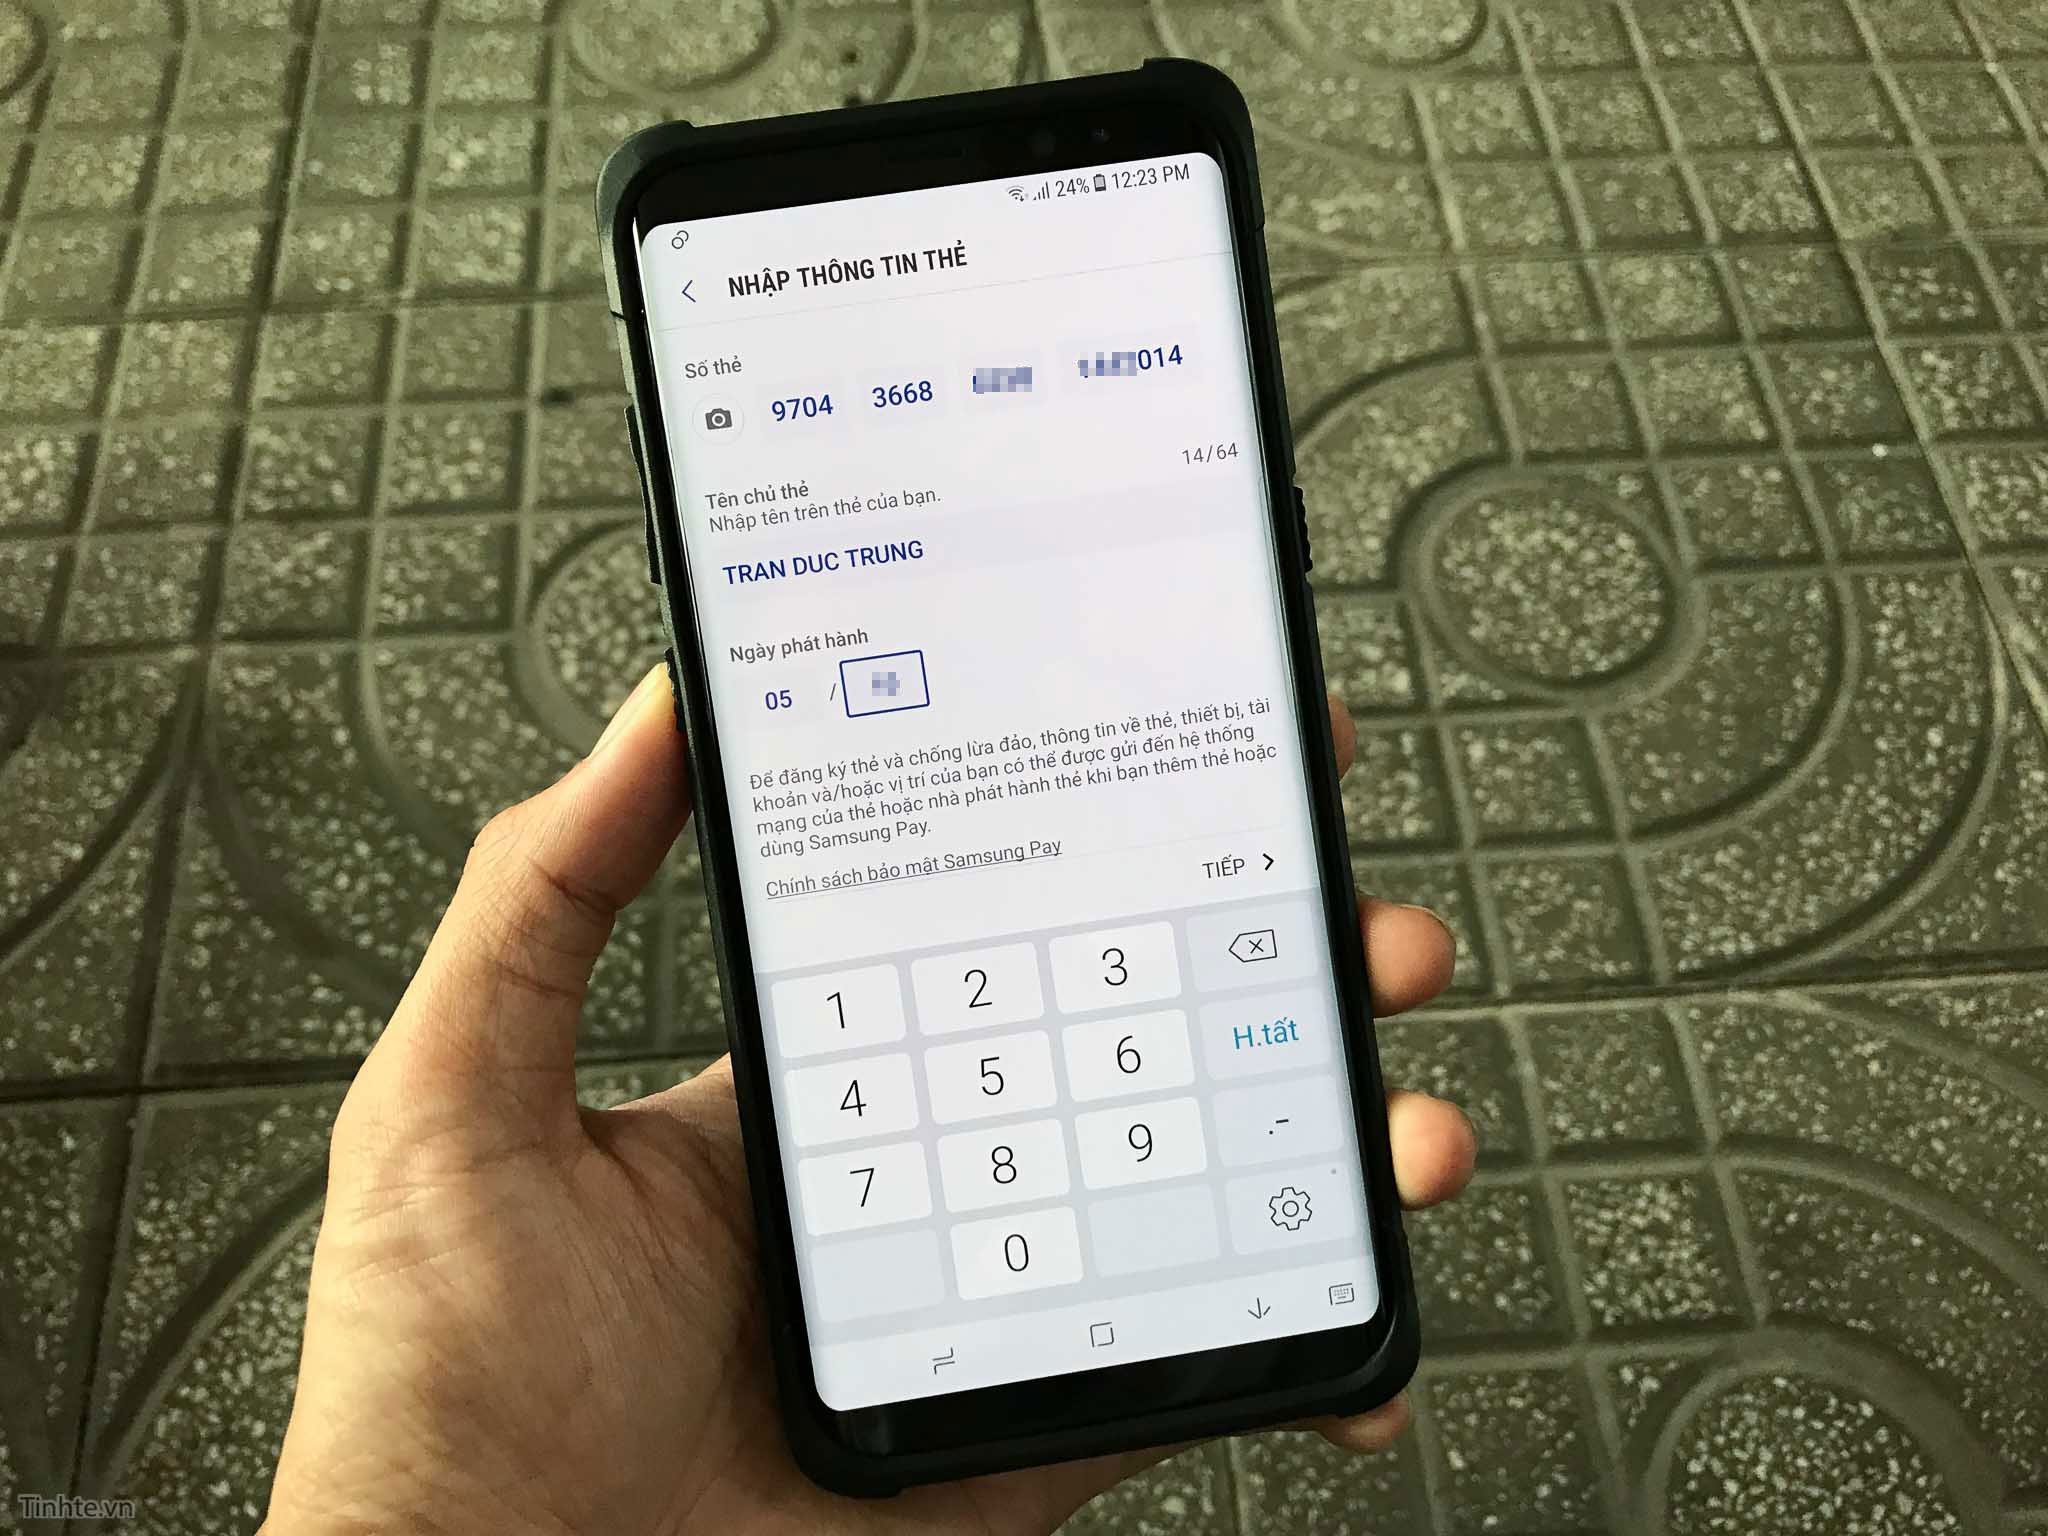 24% 12:23 PM
NHẬP THÔNG TIN THẺ
Số thẻ
9704 3668 014
14/64
Tên chủ thẻ
Nhập tên trên thẻ của bạn.
TRAN DUC TRUNG
Ngày phát hành
05 /
Để đăng ký thẻ và chống lừa đảo, thông tin về thẻ, thiết bị, tài
khoản và/hoặc vị trí của bạn có thể được gửi đến hệ thống
mạng của thẻ hoặc nhà phát hành thẻ khi bạn thêm thẻ hoặc
dùng Samsung Pay.
Chính sách bảo mật Samsung Pay
TIẾP
1 2 3
4 5 6 H.tất
7 8 9 .-
0
Tinhte.vn